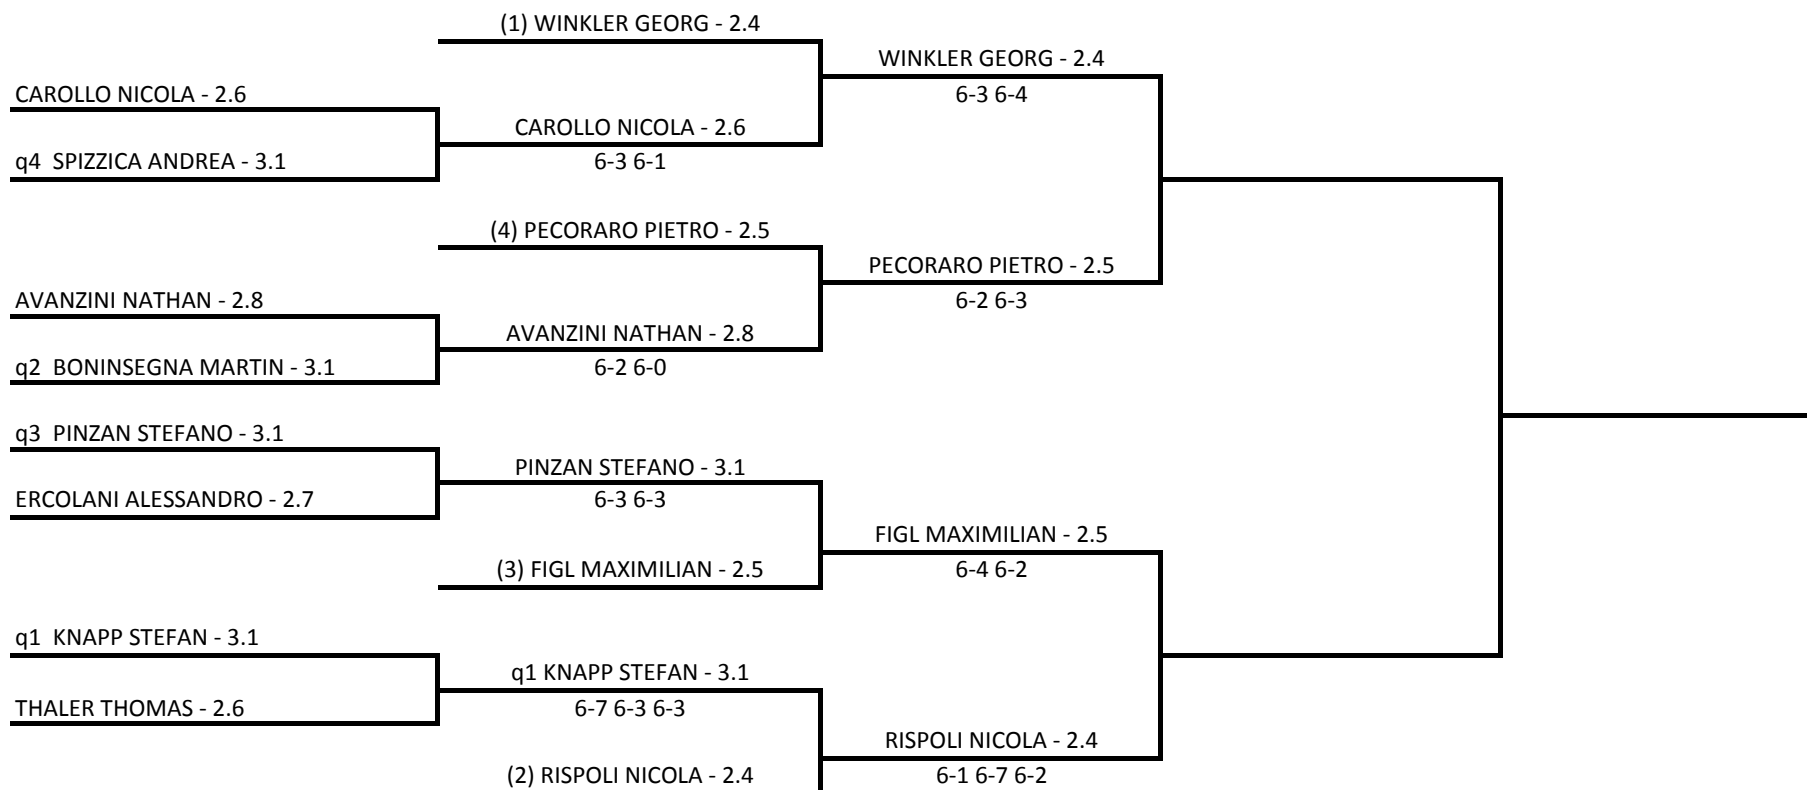 (1) WINKLER GEORG - 2.4
WINKLER GEORG - 2.4
CAROLLO NICOLA - 2.6
6-3 6-4
CAROLLO NICOLA - 2.6
q4 SPIZZICA ANDREA - 3.1
6-3 6-1
(4) PECORARO PIETRO - 2.5
PECORARO PIETRO - 2.5
AVANZINI NATHAN - 2.8
6-2 6-3
AVANZINI NATHAN - 2.8
q2 BONINSEGNA MARTIN - 3.1
6-2 6-0
q3 PINZAN STEFANO - 3.1
PINZAN STEFANO - 3.1
ERCOLANI ALESSANDRO - 2.7
6-3 6-3
FIGL MAXIMILIAN - 2.5
(3) FIGL MAXIMILIAN - 2.5
6-4 6-2
q1 KNAPP STEFAN - 3.1
q1 KNAPP STEFAN - 3.1
THALER THOMAS - 2.6
6-7 6-3 6-3
RISPOLI NICOLA - 2.4
(2) RISPOLI NICOLA - 2.4
6-1 6-7 6-2